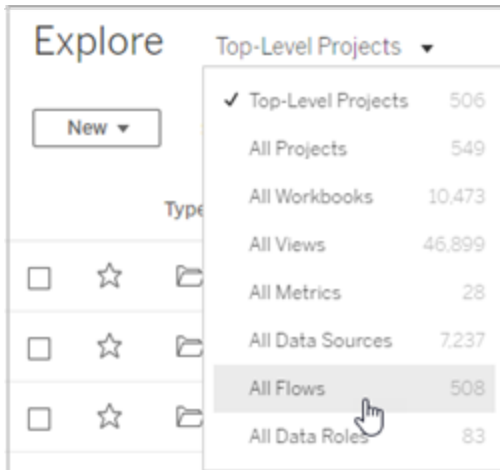 Explore Top-Level Projects
Top-Level Projects 506
New
All Projects 549
All Workbooks 10,473
Type
All Views 46,899
All Metrics 28
All Data Sources 7,237
All Flows 508
All Data Roles 83